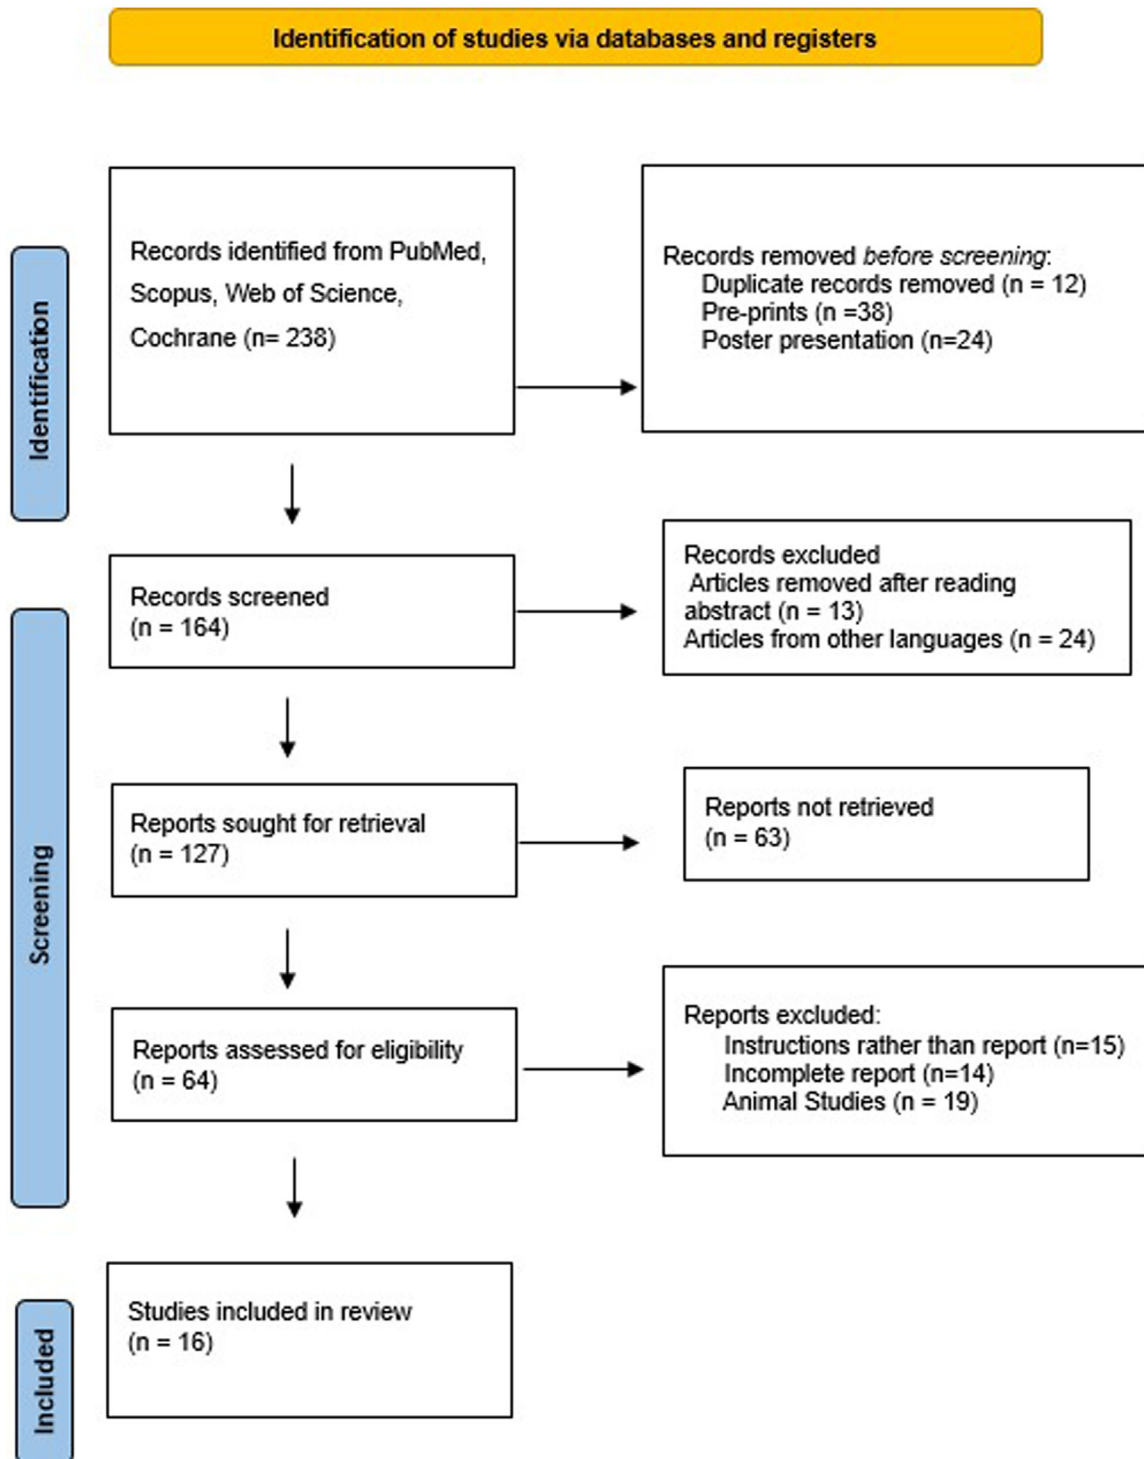 Identification of studies via databases and registers
Identification
Records identified from PubMed,
Scopus, Web of Science,
Cochrane (n= 238)
Records removed before screening:
Duplicate records removed (n = 12)
Pre-prints (n =38)
Poster presentation (n=24)
Screening
Records screened
(n = 164)
Records excluded
Articles removed after reading
abstract (n = 13)
Articles from other languages (n = 24)
Reports sought for retrieval
(n = 127)
Reports not retrieved
(n = 63)
Reports assessed for eligibility
(n = 64)
Reports excluded:
Instructions rather than report (n=15)
Incomplete report (n=14)
Animal Studies (n = 19)
Included
Studies included in review
(n = 16)